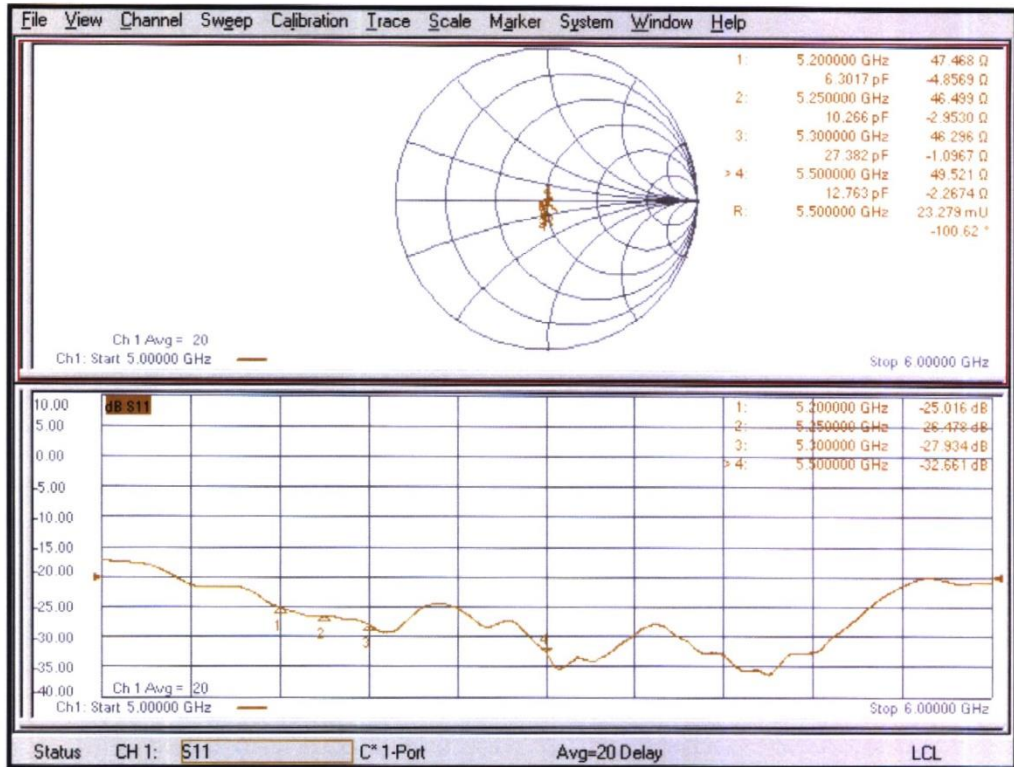 File View Channel Sweep Calibration Trace Scale Marker System Window Help
1: 5.200000 GHz 47.468 Ω
6.3017 pF -4.8569 Ω
2: 5.250000 GHz 46.499 Ω
10.266 pF -2.9530 Ω
3: 5.300000 GHz 46.296 Ω
27.382 pF -1.0967 Ω
> 4: 5.500000 GHz 49.521 Ω
12.763 pF -2.2674 Ω
R: 5.500000 GHz 23.279 mU
-100.62 °
Ch 1 Avg = 20
Ch1: Start 5.00000 GHz
Stop 6.00000 GHz
10.00
5.00
0.00
-5.00
-10.00
-15.00
-20.00
-25.00
-30.00
-35.00
-40.00
dB S11
1: 5.200000 GHz -25.016 dB
2: 5.250000 GHz -26.478 dB
3: 5.300000 GHz -27.934 dB
> 4: 5.500000 GHz -32.661 dB
1
2
3
4
Ch 1 Avg = 20
Ch1: Start 5.00000 GHz
Stop 6.00000 GHz
Status CH 1: S11 C* 1-Port Avg=20 Delay LCL